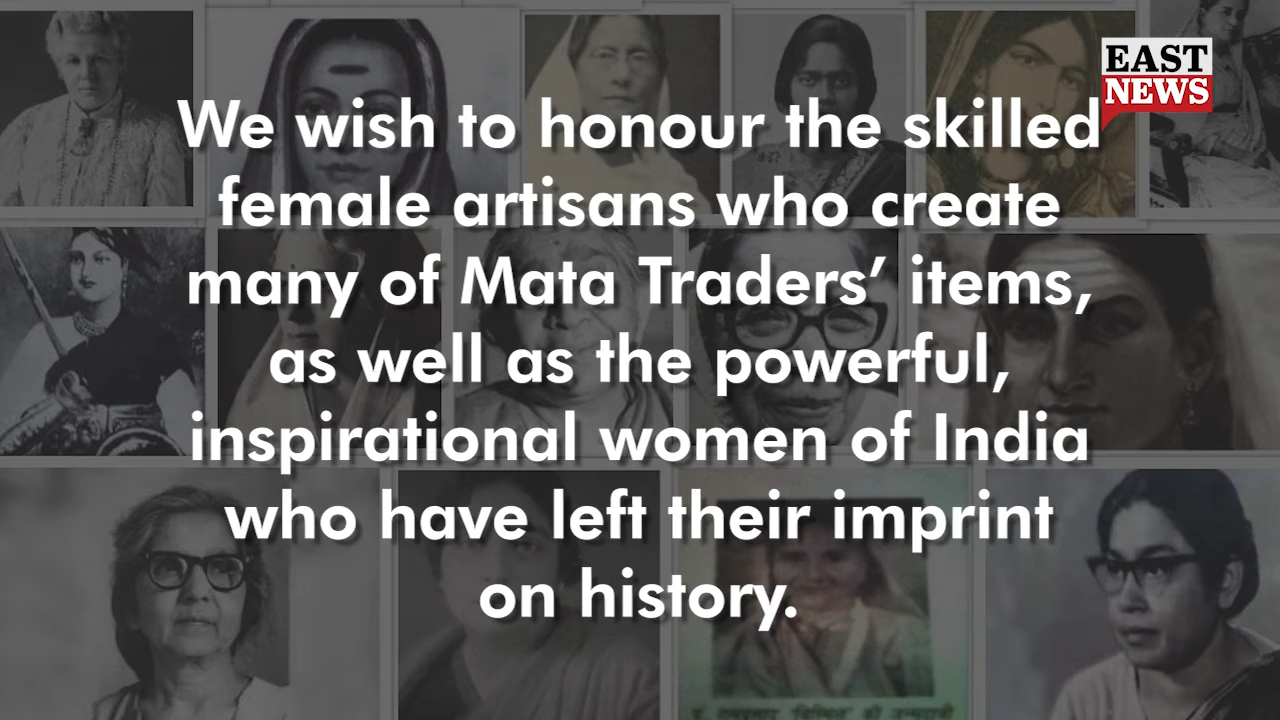 EAST
NEWS
We wish to honour the skilled
female artisans who create
many of Mata Traders’ items,
as well as the powerful,
inspirational women of India
who have left their imprint
on history.